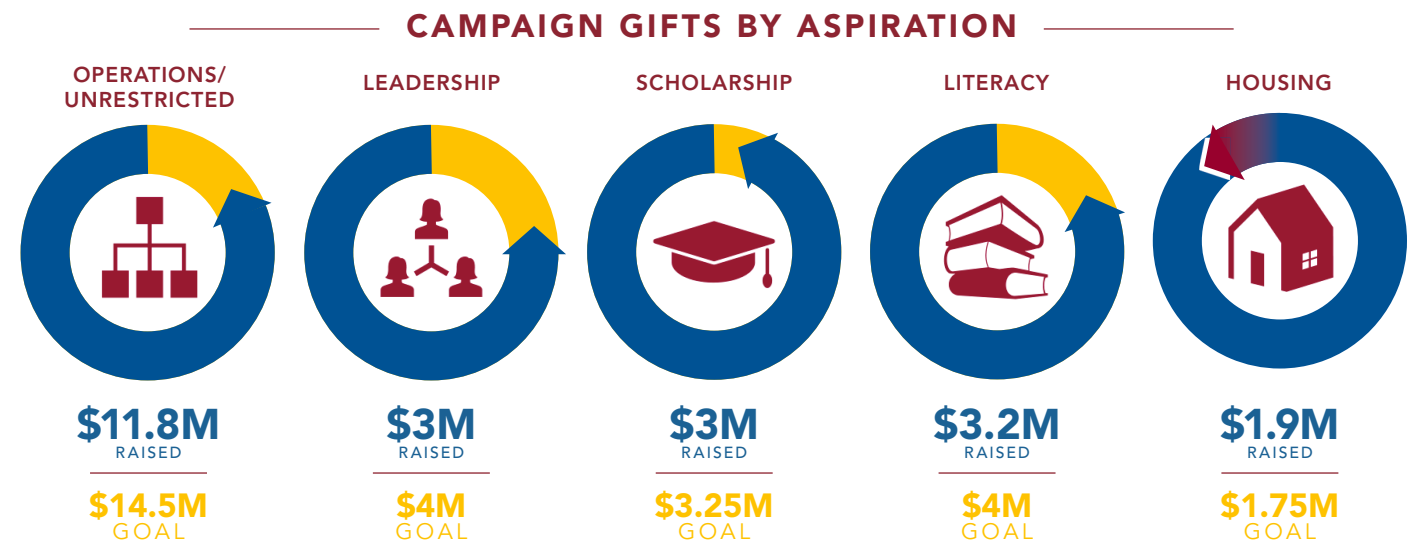 CAMPAIGN GIFTS BY ASPIRATION
OPERATIONS/
UNRESTRICTED
$11.8M
RAISED
$14.5M
GOAL
LEADERSHIP
$3M
RAISED
$4M
GOAL
SCHOLARSHIP
$3M
RAISED
$3.25M
GOAL
LITERACY
$3.2M
RAISED
$4M
GOAL
HOUSING
$1.9M
RAISED
$1.75M
GOAL